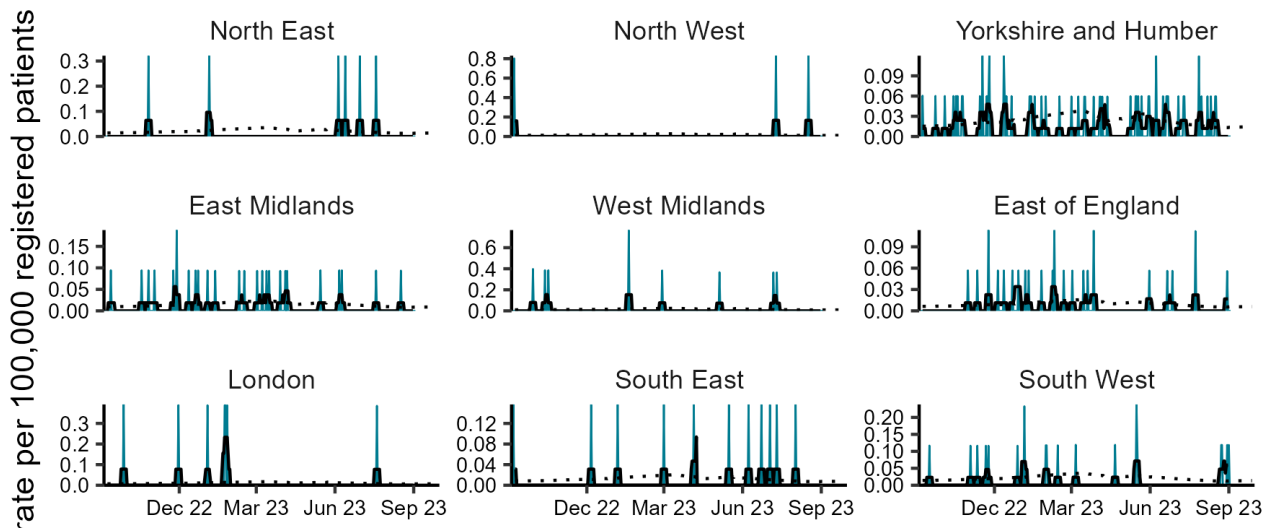 rate per 100,000 registered patients
North East
0.3
0.2
0.1
0.0
North West
0.8
0.6
0.4
0.2
0.0
Yorkshire and Humber
0.09
0.06
0.03
0.00
East Midlands
0.15
0.10
0.05
0.00
West Midlands
0.6
0.4
0.2
0.0
East of England
0.09
0.06
0.03
0.00
London
0.3
0.2
0.1
0.0
Dec 22 Mar 23 Jun 23 Sep 23
South East
0.12
0.08
0.04
0.00
Dec 22 Mar 23 Jun 23 Sep 23
South West
0.20
0.15
0.10
0.05
0.00
Dec 22 Mar 23 Jun 23 Sep 23